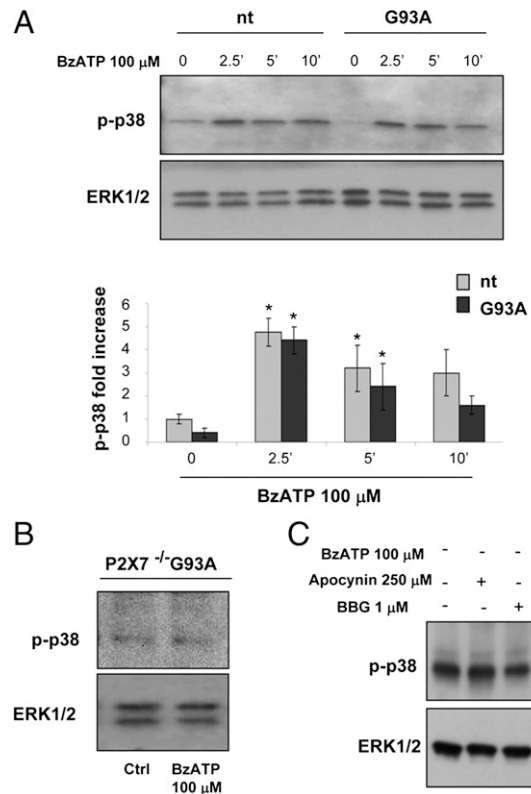 A
nt G93A
BzATP 100 μM 0 2.5' 5' 10' 0 2.5' 5' 10'
p-p38
ERK1/2
nt
G93A
p-p38 fold increase
6
5
4
3
2
1
0
* * * *
0 2.5' 5' 10'
BzATP 100 μM
B
P2X7 -/- G93A
p-p38
ERK1/2
Ctrl BzATP
100 μM
C
BzATP 100 μM - - -
Apocynin 250 μM - + -
BBG 1 μM - - +
p-p38
ERK1/2